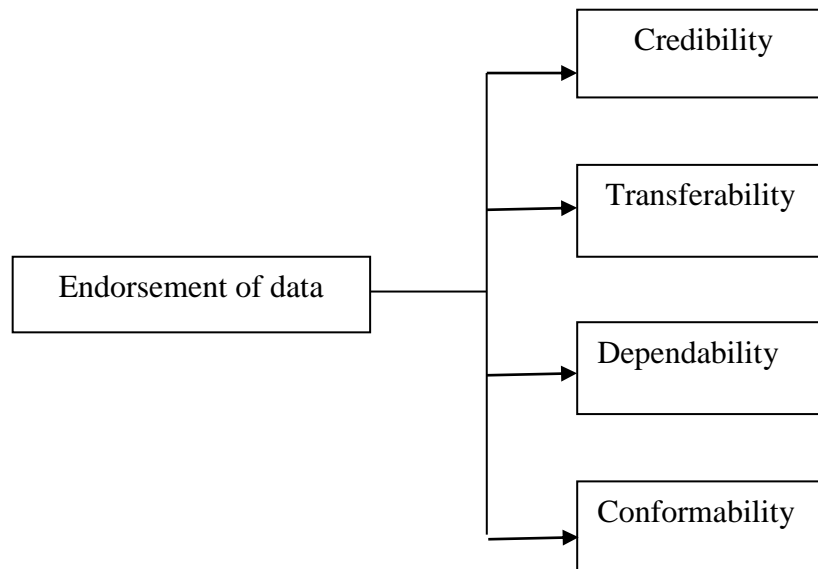 Credibility
Transferability
Endorsement of data
Dependability
Conformability